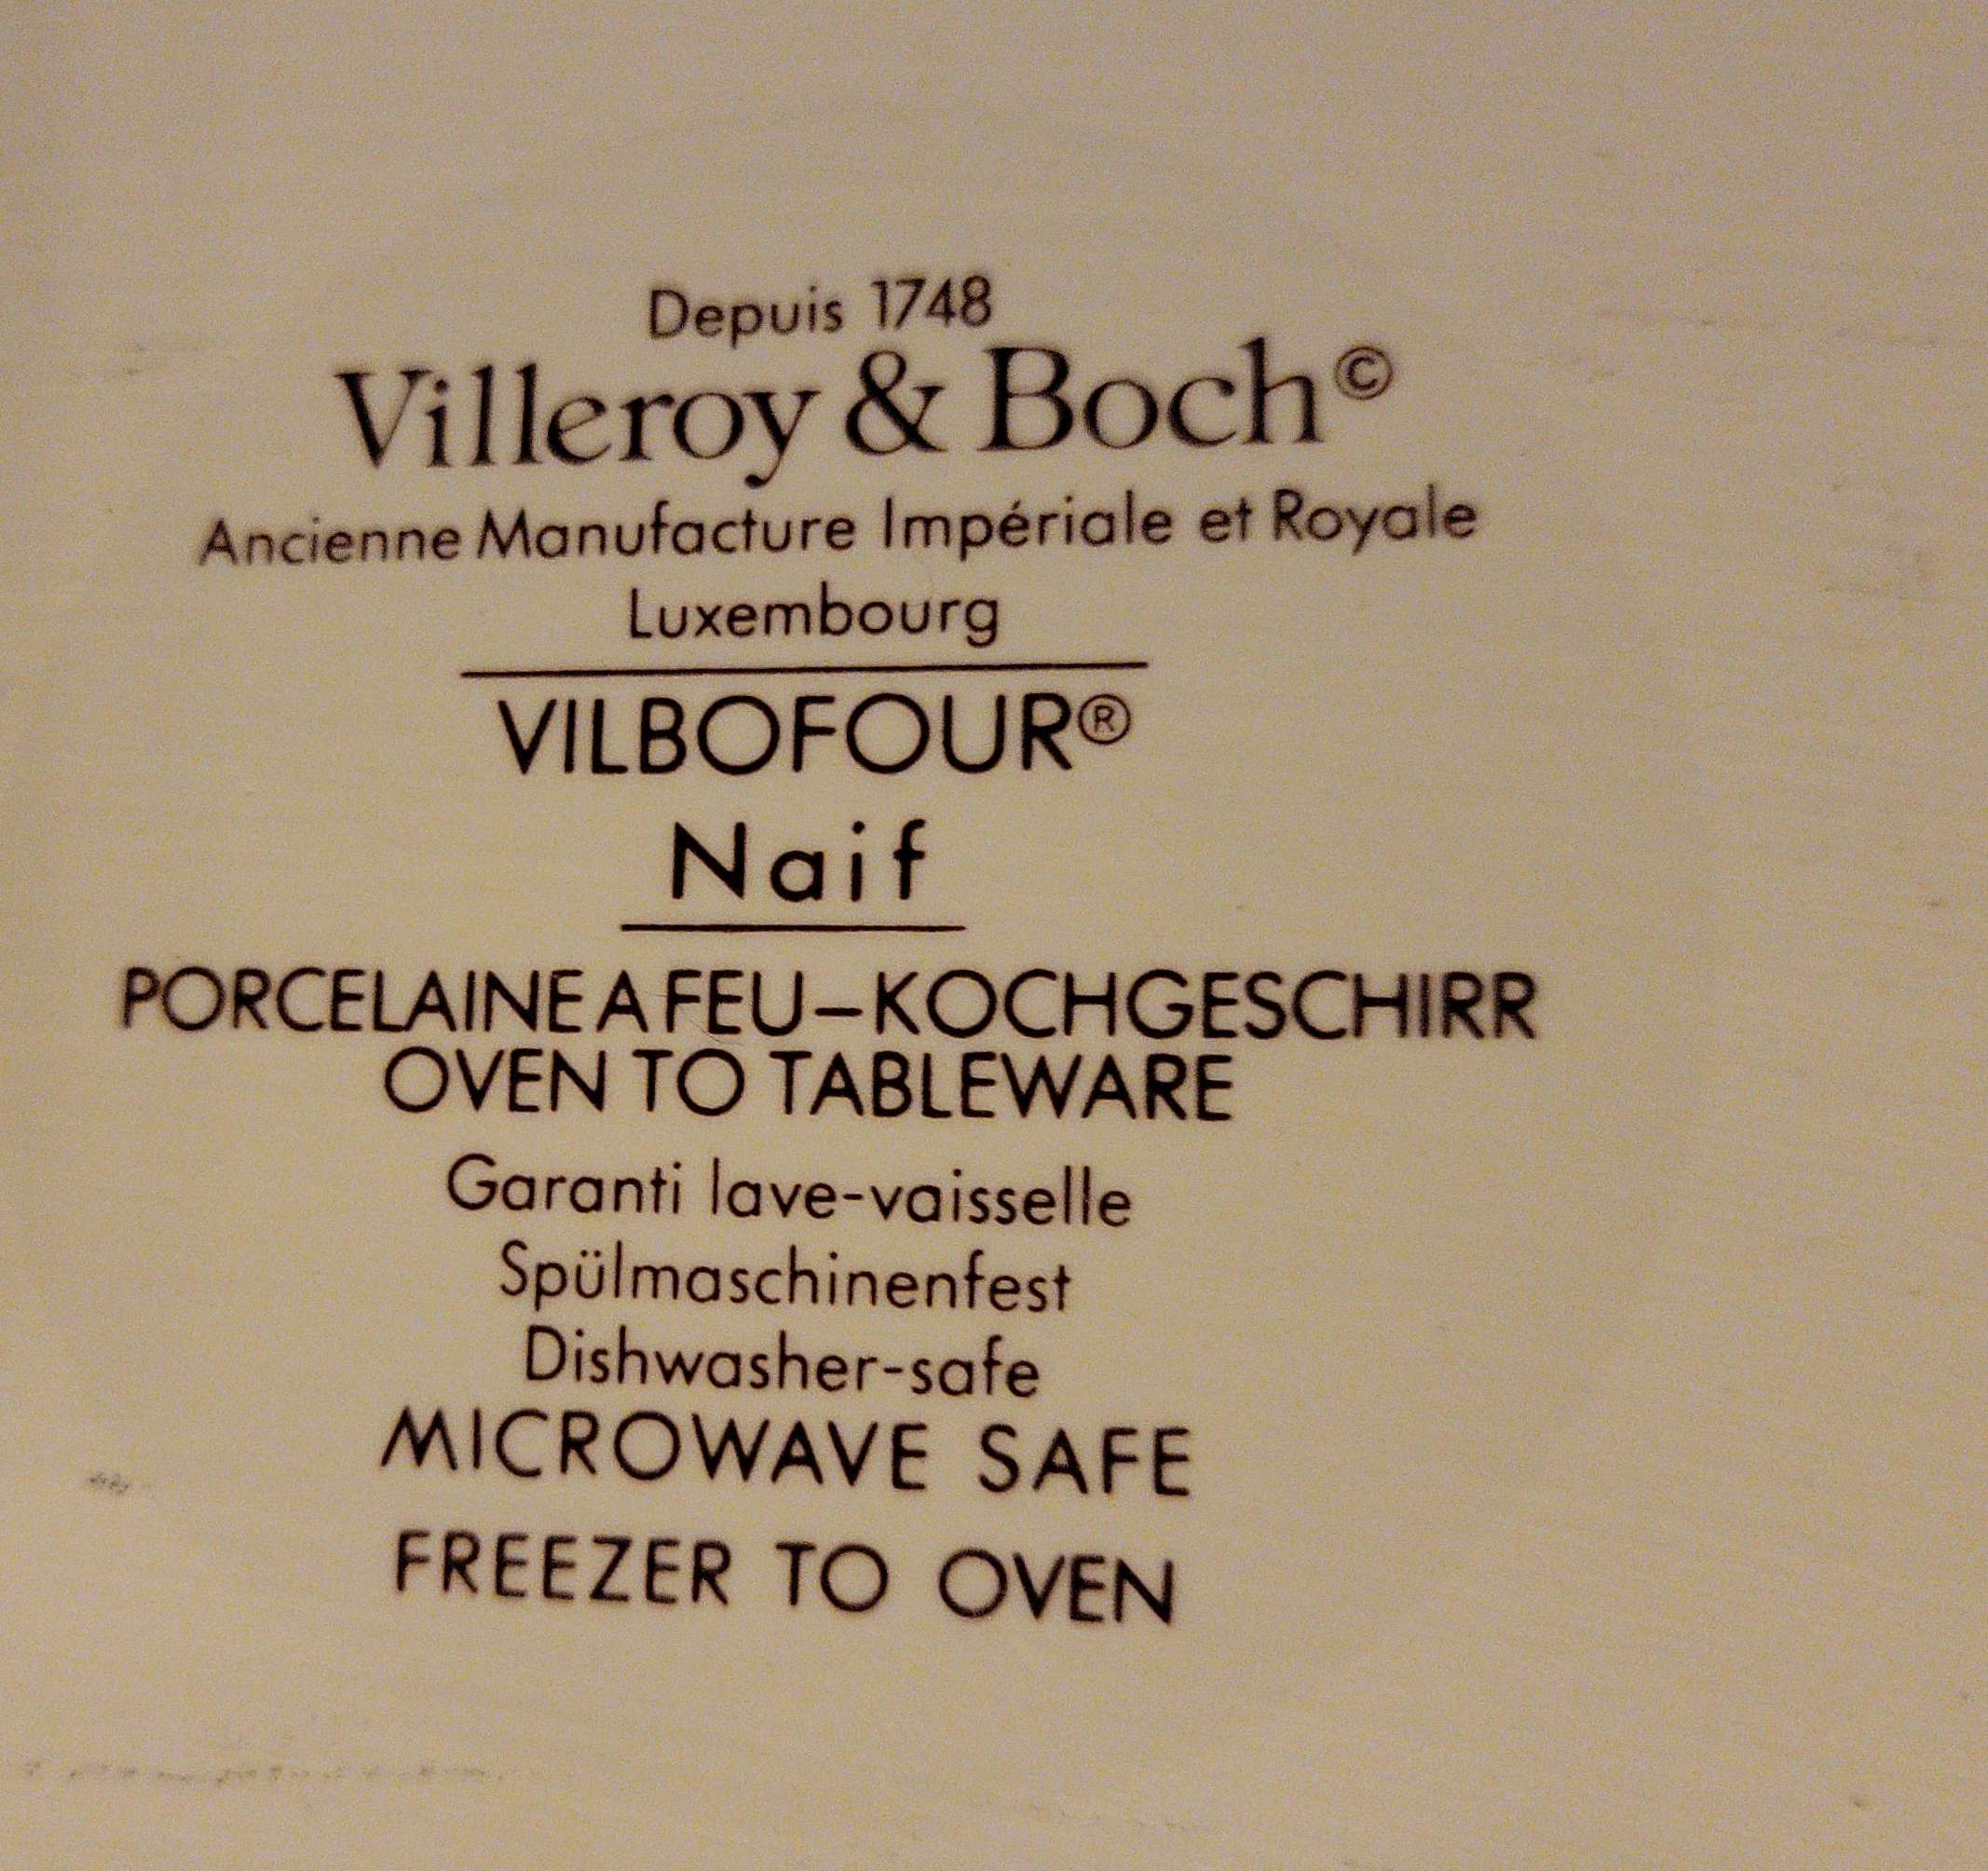 Depuis 1748
Villeroy & Boch©
Ancienne Manufacture Impériale et Royale
Luxembourg
VILBOFOUR®
Naif
PORCELAINE A FEU–KOCHGESCHIRR
OVEN TO TABLEWARE
Garanti lave-vaisselle
Spülmaschinenfest
Dishwasher-safe
MICROWAVE SAFE
FREEZER TO OVEN